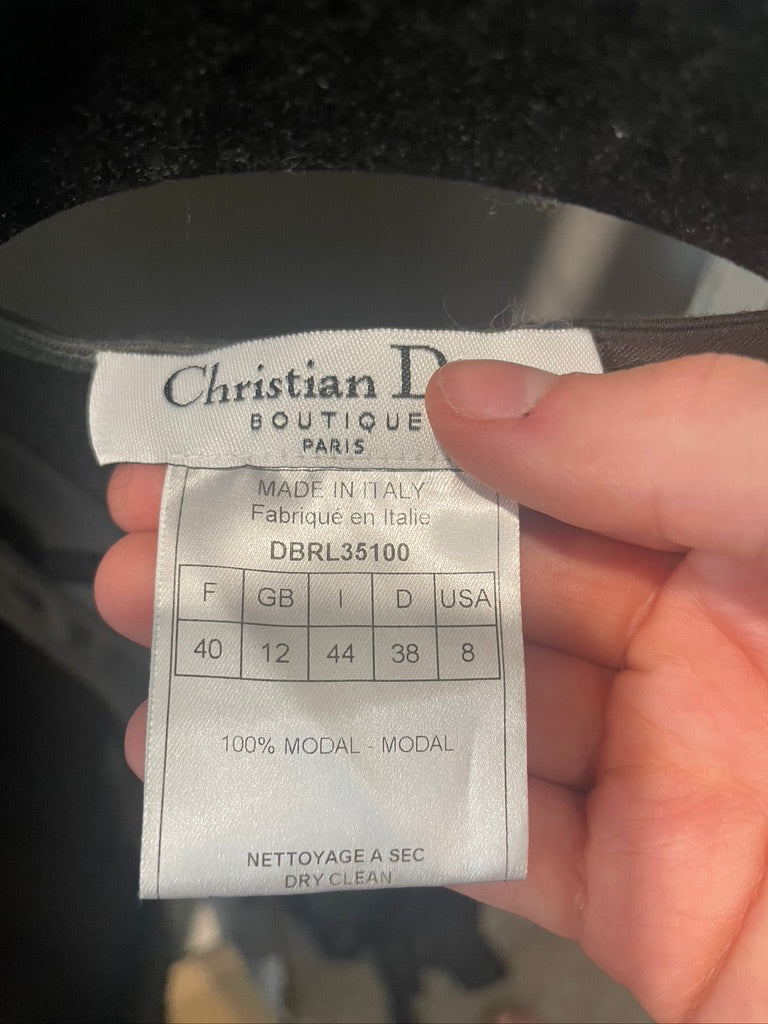 Christian D
BOUTIQUE
PARIS
MADE IN ITALY
Fabriqué en Italie
DBRL35100
F GB I D USA
40 12 44 38 8
100% MODAL - MODAL
NETTOYAGE A SEC
DRY CLEAN